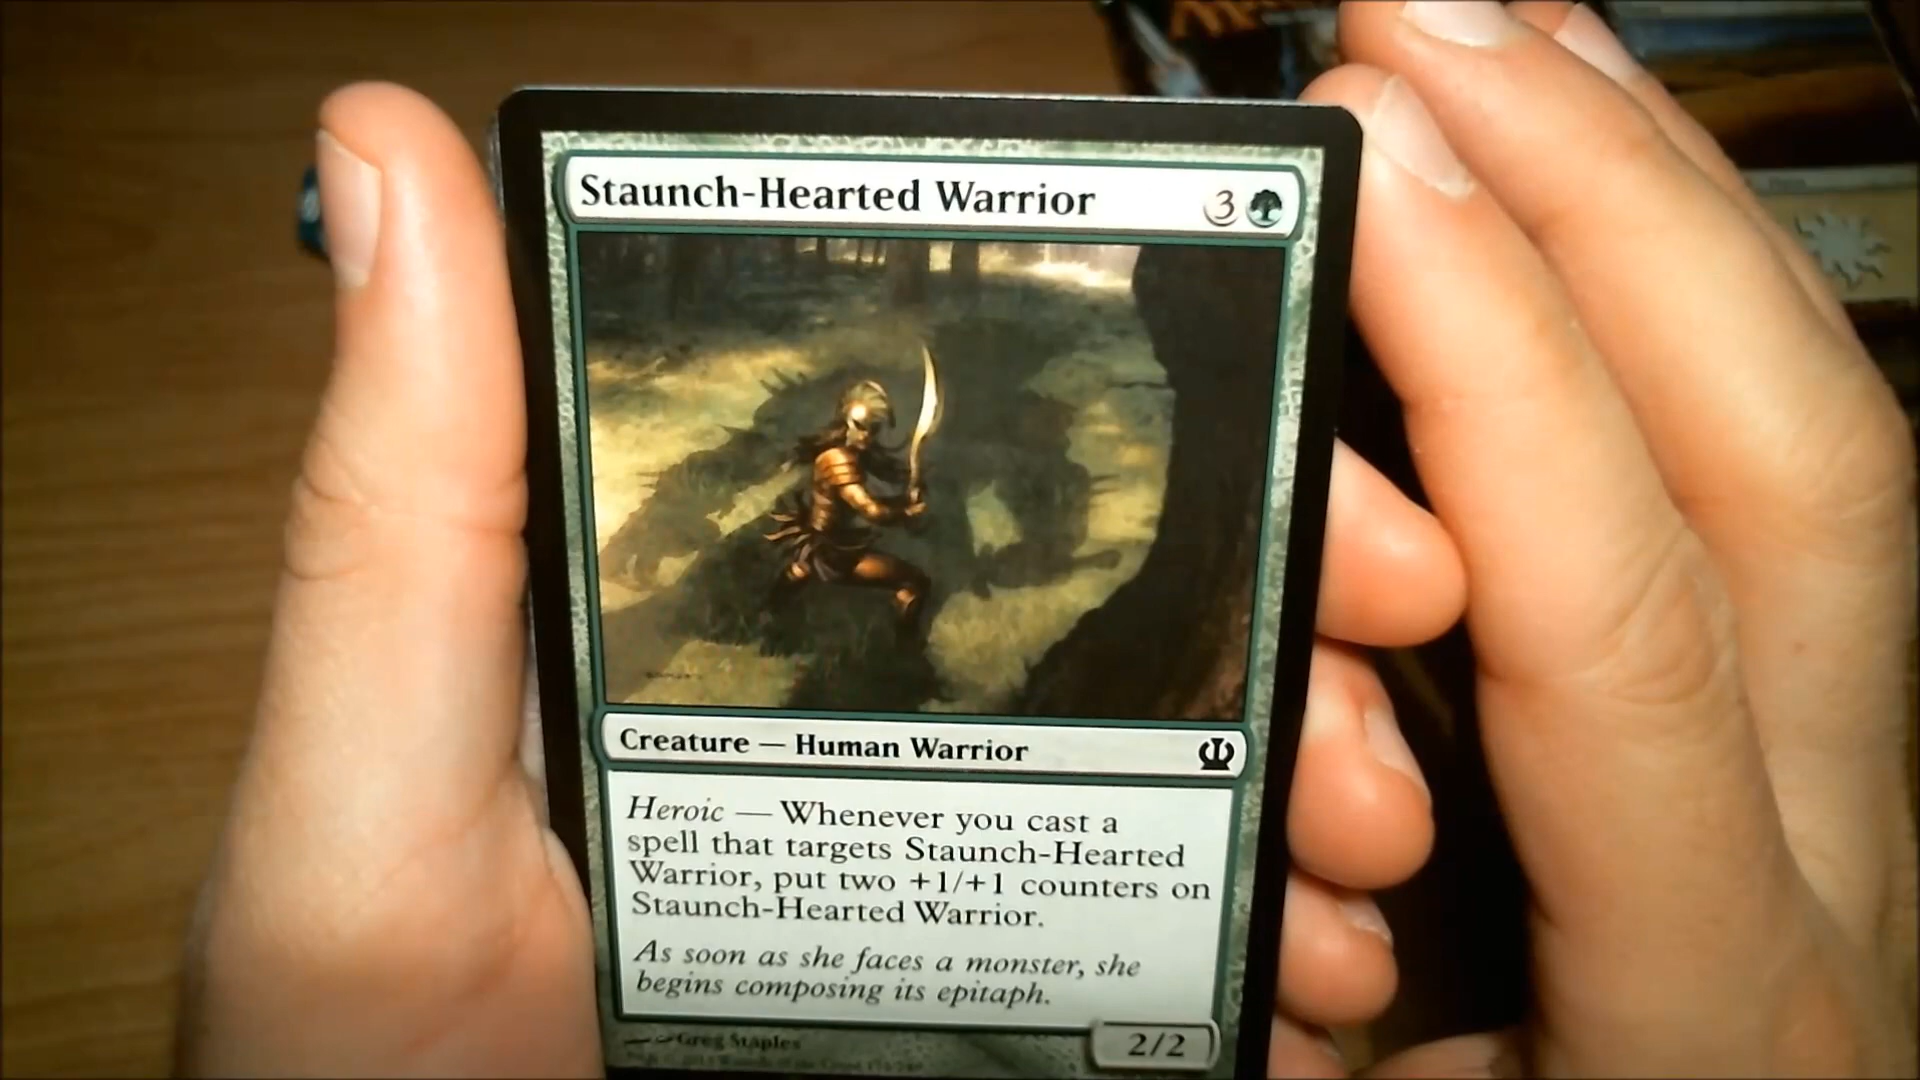 Staunch-Hearted Warrior 3
Creature — Human Warrior
Heroic — Whenever you cast a
spell that targets Staunch-Hearted
Warrior, put two +1/+1 counters on
Staunch-Hearted Warrior.
As soon as she faces a monster, she
begins composing its epitaph.
2/2
Greg Staples